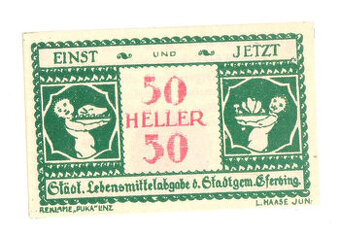 EINST UND JETZT
50
HELLER
50
Städt. Lebensmittelabgabe d. Stadtgem. Eferding.
REKLAME "PUKA" LINZ L. HAASE JUN.